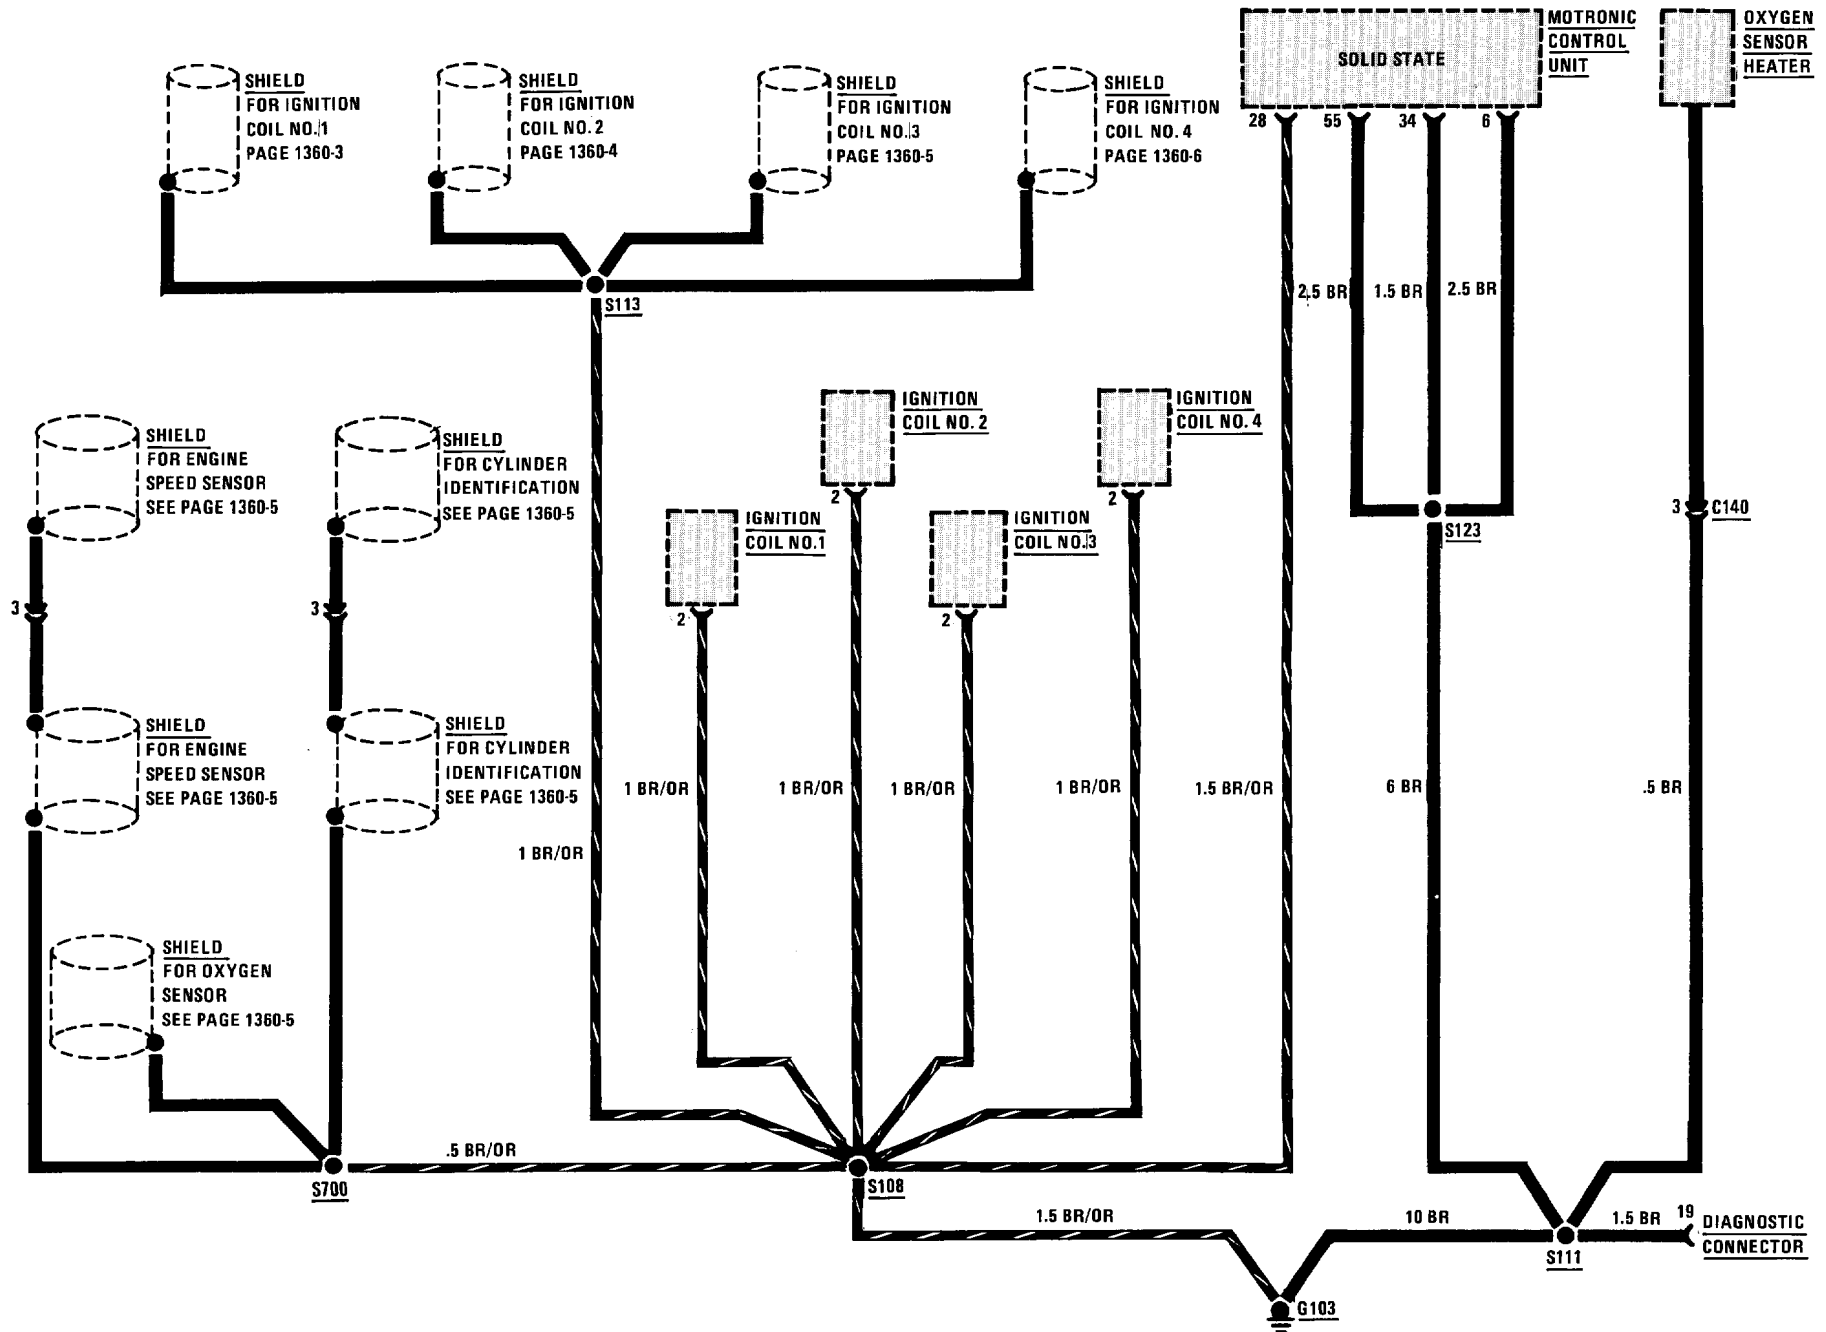 SHIELD
FOR IGNITION
COIL NO.1
PAGE 1360-3
SHIELD
FOR IGNITION
COIL NO. 2
PAGE 1360-4
SHIELD
FOR IGNITION
COIL NO.3
PAGE 1360-5
SHIELD
FOR IGNITION
COIL NO. 4
PAGE 1360-6
SOLID STATE
MOTRONIC
CONTROL
UNIT
OXYGEN
SENSOR
HEATER
28
55
34
6
2.5 BR
1.5 BR
2.5 BR
S113
IGNITION
COIL NO. 2
2
IGNITION
COIL NO. 4
2
IGNITION
COIL NO.1
2
IGNITION
COIL NO.3
2
SHIELD
FOR ENGINE
SPEED SENSOR
SEE PAGE 1360-5
SHIELD
FOR CYLINDER
IDENTIFICATION
SEE PAGE 1360-5
S123
3
C140
3
3
SHIELD
FOR ENGINE
SPEED SENSOR
SEE PAGE 1360-5
SHIELD
FOR CYLINDER
IDENTIFICATION
SEE PAGE 1360-5
1 BR/OR
1 BR/OR
1 BR/OR
1 BR/OR
1 BR/OR
1.5 BR/OR
6 BR
.5 BR
SHIELD
FOR OXYGEN
SENSOR
SEE PAGE 1360-5
.5 BR/OR
S700
S108
1.5 BR/OR
10 BR
1.5 BR
19
DIAGNOSTIC
CONNECTOR
S111
G103